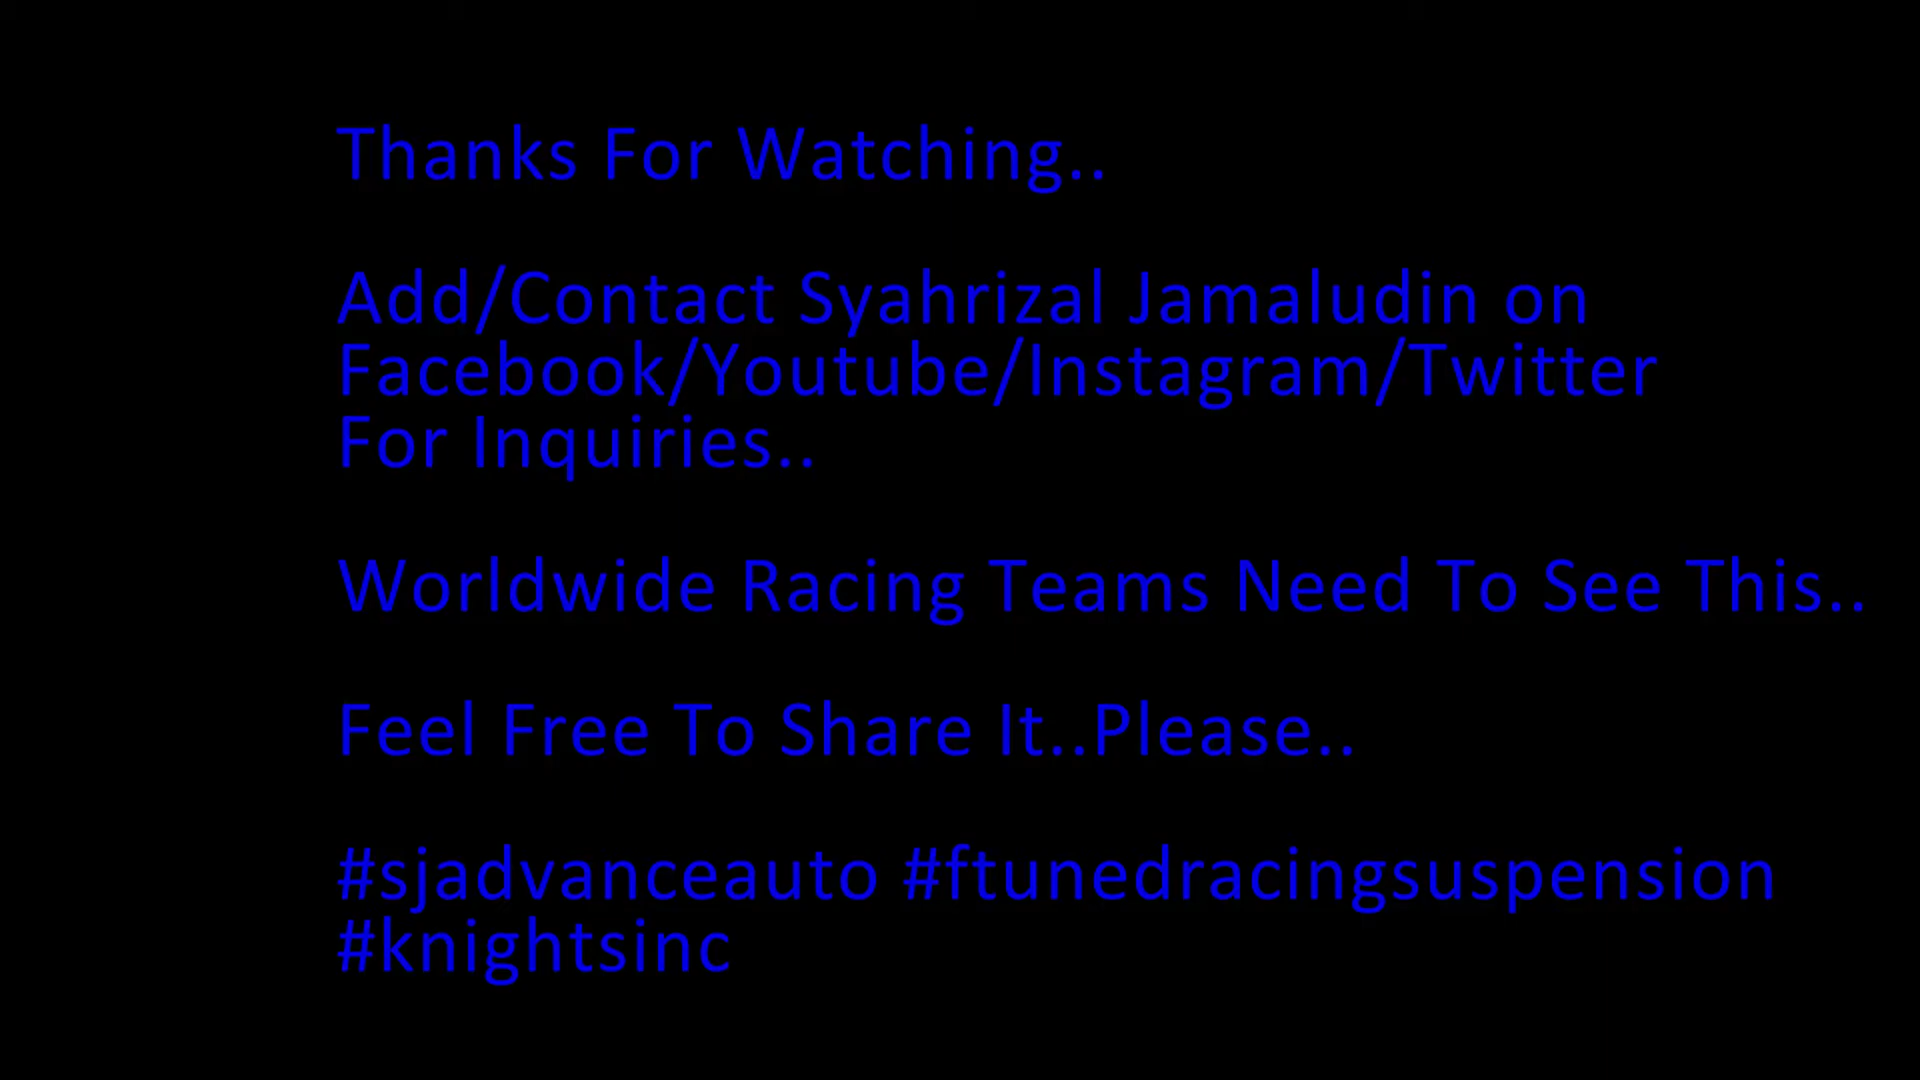 Thanks For Watching..
Add/Contact Syahrizal Jamaludin on
Facebook/Youtube/Instagram/Twitter
For Inquiries..
Worldwide Racing Teams Need To See This..
Feel Free To Share It..Please..
#sjadvanceauto #ftunedracingsuspension
#knightsinc